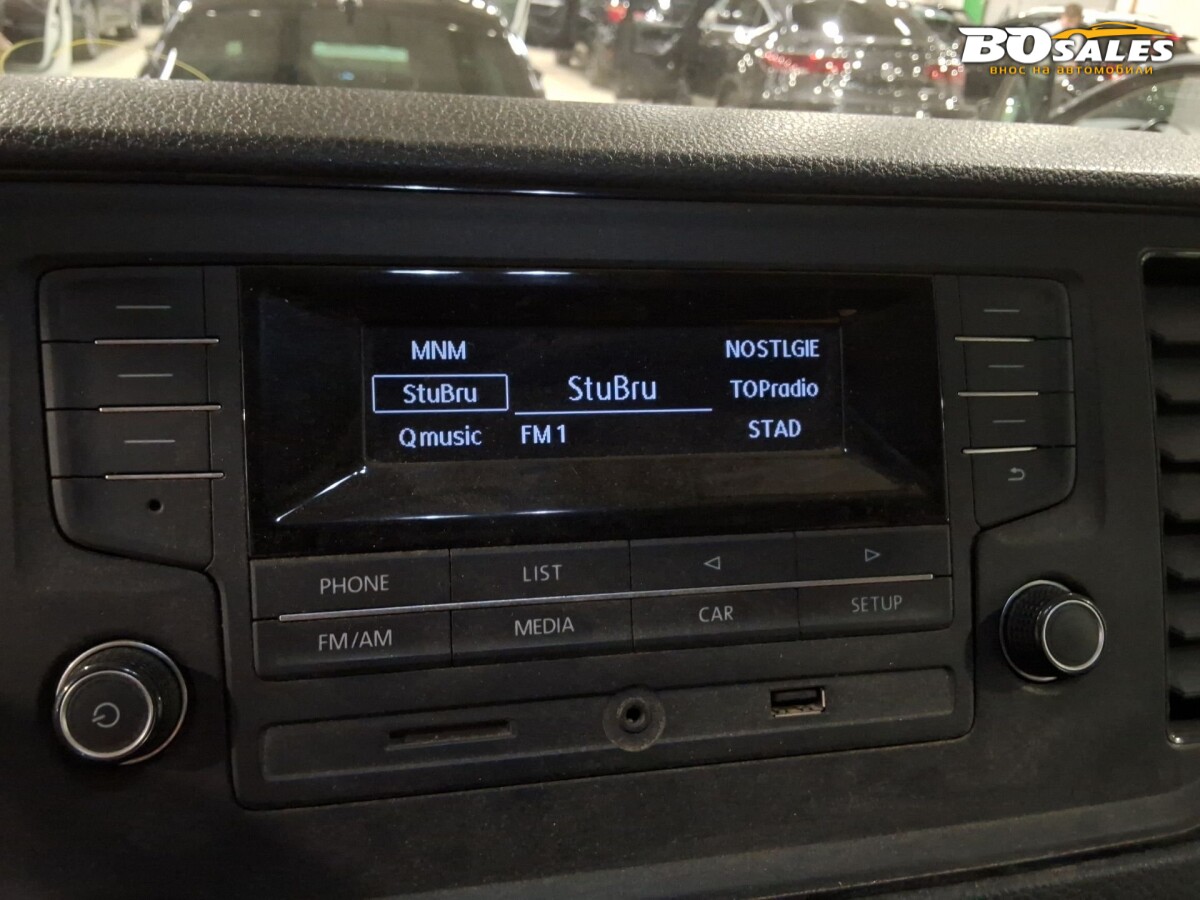 BOSALES
внос на автомобили
MNM
NOSTLGIE
StuBru
StuBru
TOPradio
Qmusic
FM 1
STAD
PHONE
LIST
FM/AM
MEDIA
CAR
SETUP